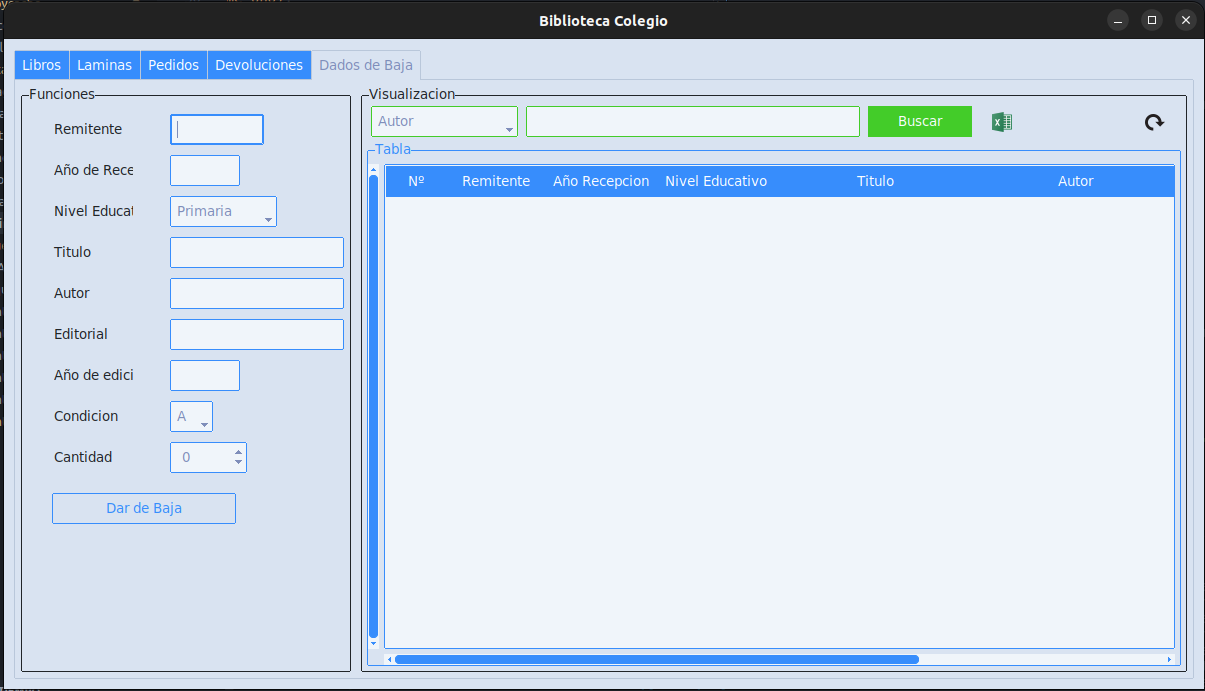 Biblioteca Colegio
Libros Laminas Pedidos Devoluciones Dados de Baja
Funciones
Remitente
Año de Rece
Nivel Educat
Primaria
Titulo
Autor
Editorial
Año de edici
Condicion
A
Cantidad
0
Dar de Baja
Visualizacion
Autor
Buscar
Tabla
Nº Remitente Año Recepcion Nivel Educativo Titulo Autor